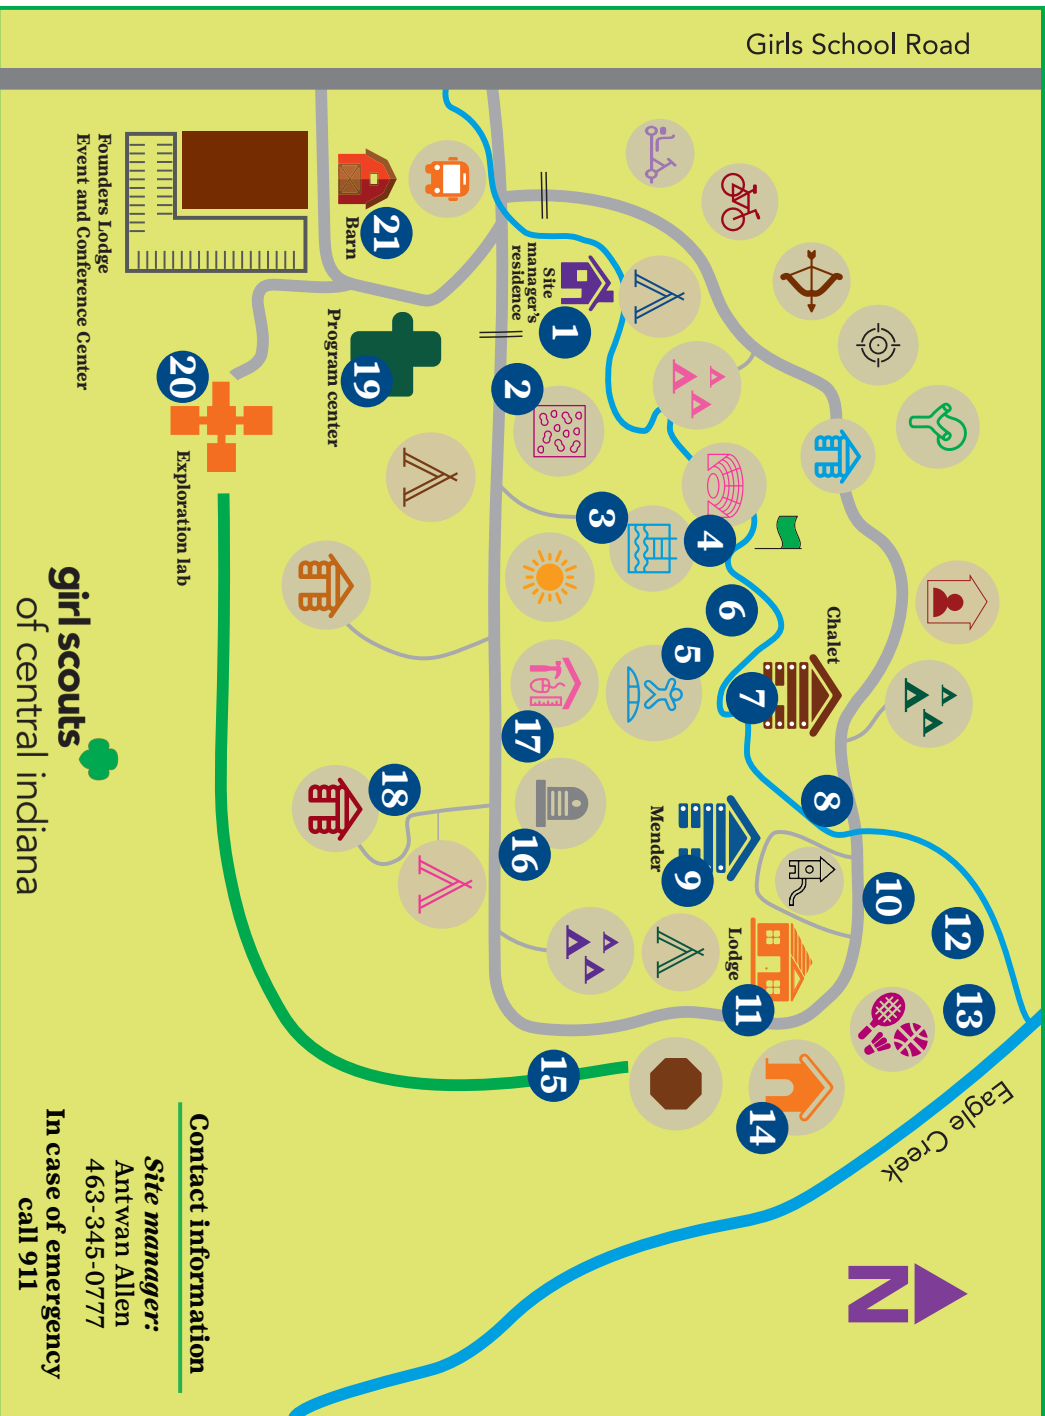 Girls School Road
Founders Lodge
Event and Conference Center
21
Barn
Site
manager's
residence
1
2
Program center
19
20
Exploration lab
3
4
5
6
Chalet
7
8
Mender
9
10
Lodge
11
12
13
14
15
16
17
18
Eagle Creek
N
girl scouts
of central indiana
Contact information
Site manager:
Antwan Allen
463-345-0777
In case of emergency
call 911